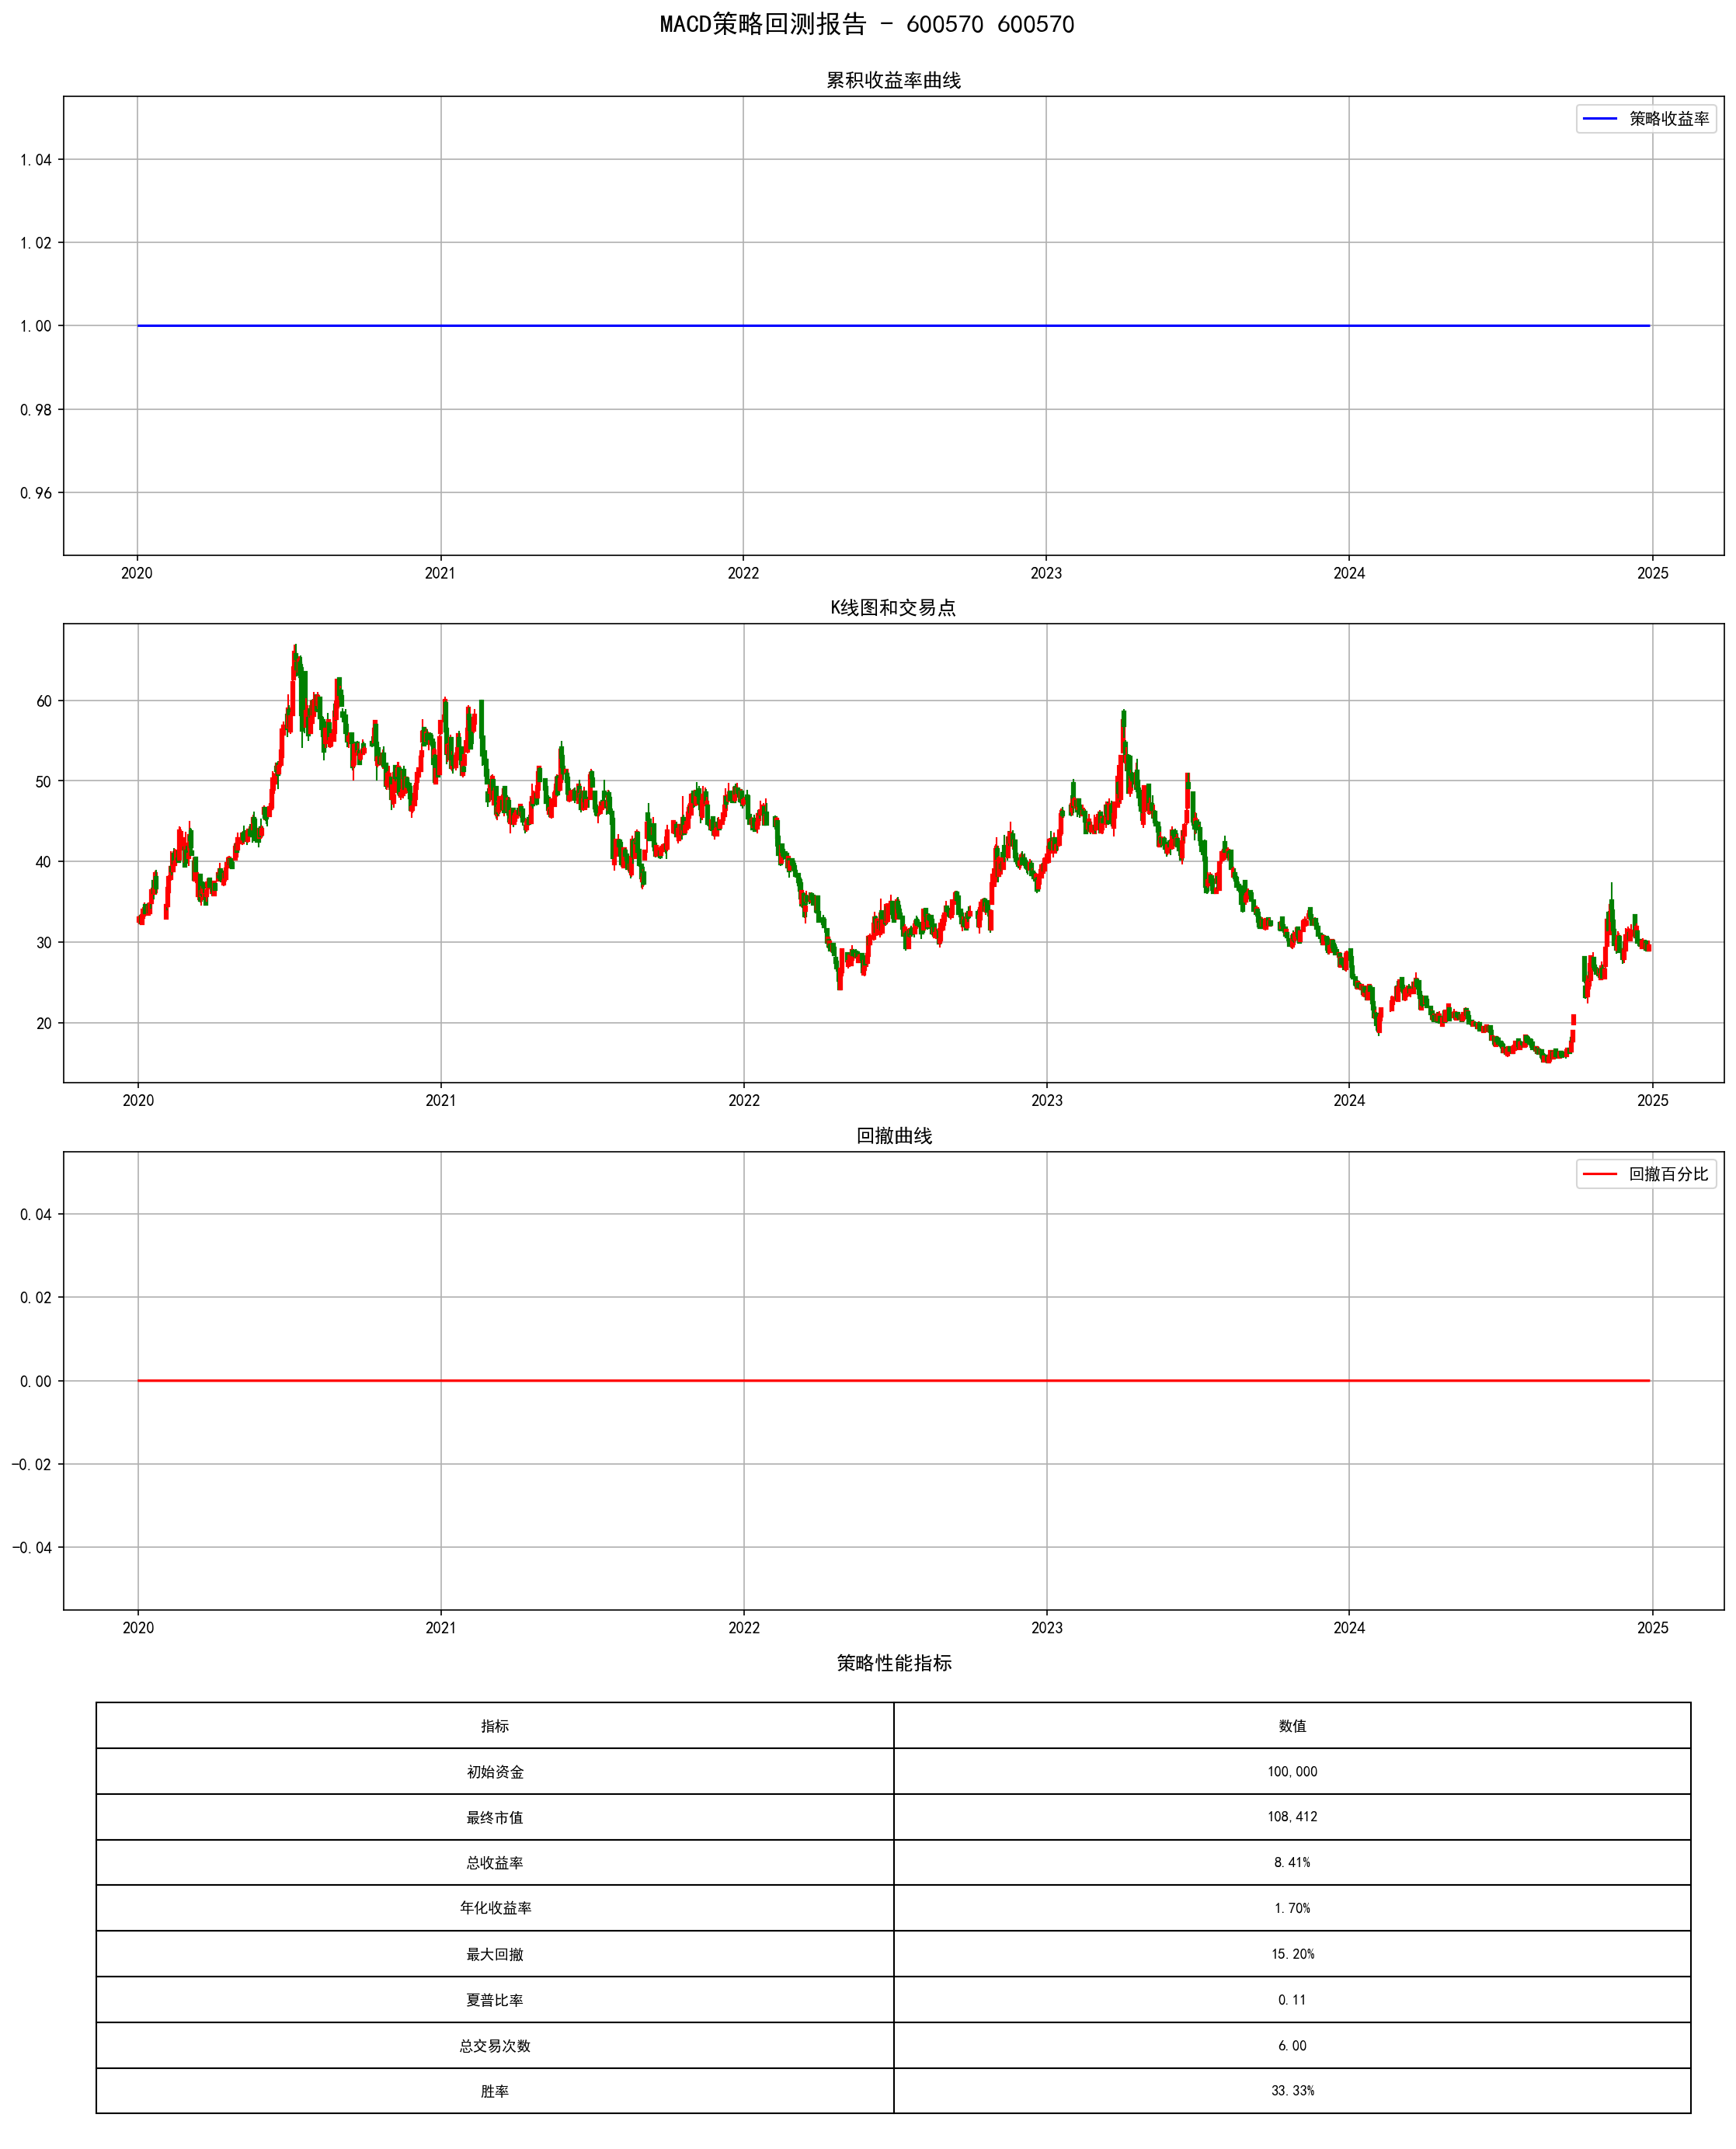 MACD策略回测报告 - 600570 600570
累积收益率曲线
策略收益率
1.04
1.02
1.00
0.98
0.96
2020 2021 2022 2023 2024 2025
K线图和交易点
60
50
40
30
20
2020 2021 2022 2023 2024 2025
回撤曲线
回撤百分比
0.04
0.02
0.00
-0.02
-0.04
2020 2021 2022 2023 2024 2025
策略性能指标
指标 数值
初始资金 100,000
最终市值 108,412
总收益率 8.41%
年化收益率 1.70%
最大回撤 15.20%
夏普比率 0.11
总交易次数 6.00
胜率 33.33%